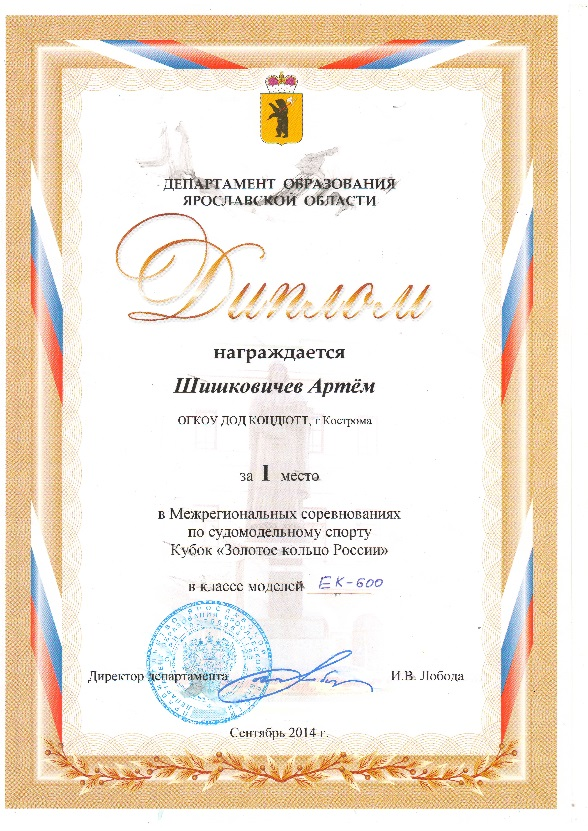 ДЕПАРТАМЕНТ ОБРАЗОВАНИЯ
ЯРОСЛАВСКОЙ ОБЛАСТИ
Диплом
награждается
Шишковичев Артём
ОГКОУ ДОД КОЦДЮТТ, г Кострома
за 1 место
в Межрегиональных соревнованиях
по судомодельному спорту
Кубок «Золотое кольцо России»
в классе моделей ЕК-600
Директор департамента И.В. Лобода
Сентябрь 2014 г.